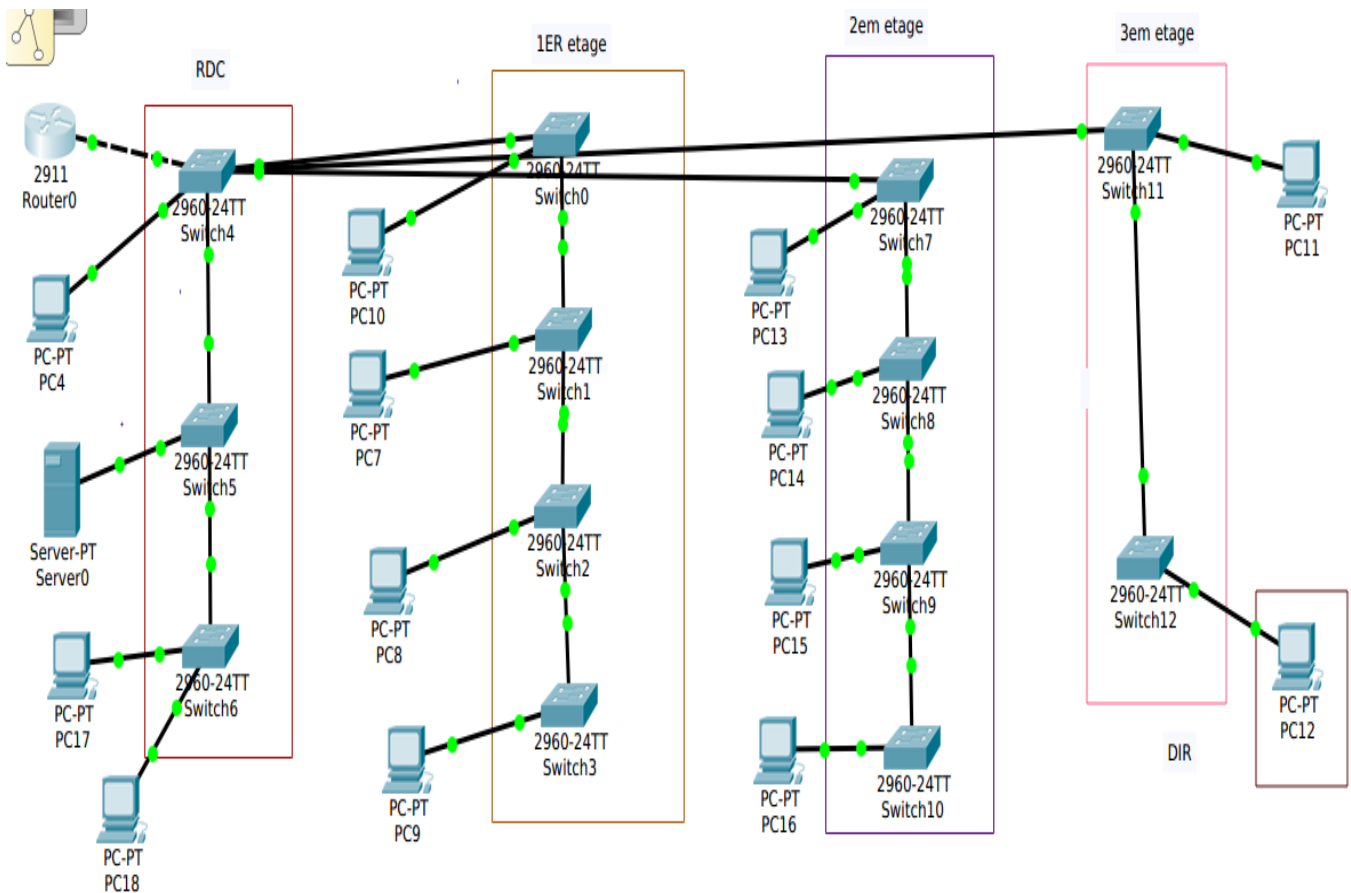 RDC
1ER etage
2em etage
3em etage
2911
Router0
2960-24TT
Switch4
PC-PT
PC4
2960-24TT
Switch5
Server-PT
Server0
2960-24TT
Switch6
PC-PT
PC17
PC-PT
PC18
2960-24TT
Switch0
PC-PT
PC10
2960-24TT
Switch1
PC-PT
PC7
2960-24TT
Switch2
PC-PT
PC8
2960-24TT
Switch3
PC-PT
PC9
2960-24TT
Switch7
PC-PT
PC13
2960-24TT
Switch8
PC-PT
PC14
2960-24TT
Switch9
PC-PT
PC15
2960-24TT
Switch10
PC-PT
PC16
2960-24TT
Switch11
PC-PT
PC11
2960-24TT
Switch12
PC-PT
PC12
DIR